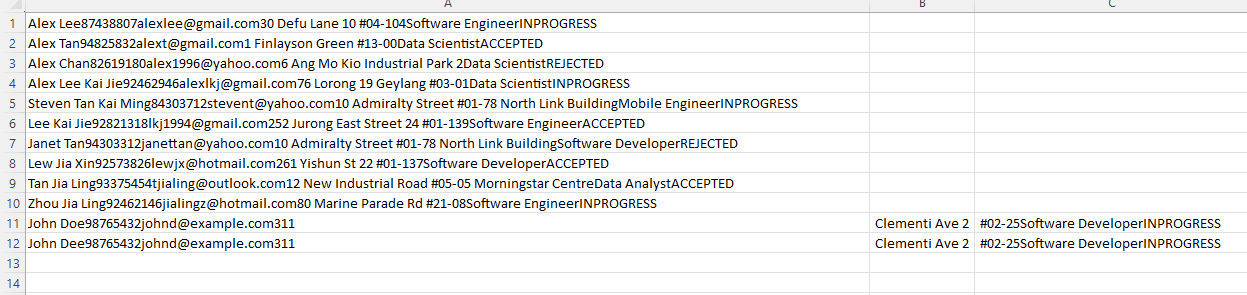 A B C
1 Alex Lee87438807alexlee@gmail.com30 Defu Lane 10 #04-104Software EngineerINPROGRESS
2 Alex Tan94825832alext@gmail.com1 Finlayson Green #13-00Data ScientistACCEPTED
3 Alex Chan82619180alex1996@yahoo.com6 Ang Mo Kio Industrial Park 2Data ScientistREJECTED
4 Alex Lee Kai Jie92462946alexlkj@gmail.com76 Lorong 19 Geylang #03-01Data ScientistINPROGRESS
5 Steven Tan Kai Ming84303712stevent@yahoo.com10 Admiralty Street #01-78 North Link BuildingMobile EngineerINPROGRESS
6 Lee Kai Jie92821318lkj1994@gmail.com252 Jurong East Street 24 #01-139Software EngineerACCEPTED
7 Janet Tan94303312janettan@yahoo.com10 Admiralty Street #01-78 North Link BuildingSoftware DeveloperREJECTED
8 Lew Jia Xin92573826lewjx@hotmail.com261 Yishun St 22 #01-137Software DeveloperACCEPTED
9 Tan Jia Ling93375454tjialing@outlook.com12 New Industrial Road #05-05 Morningstar CentreData AnalystACCEPTED
10 Zhou Jia Ling92462146jialingz@hotmail.com80 Marine Parade Rd #21-08Software EngineerINPROGRESS
11 John Doe98765432johnd@example.com311 Clementi Ave 2 #02-25Software DeveloperINPROGRESS
12 John Dee98765432johnd@example.com311 Clementi Ave 2 #02-25Software DeveloperINPROGRESS
13
14